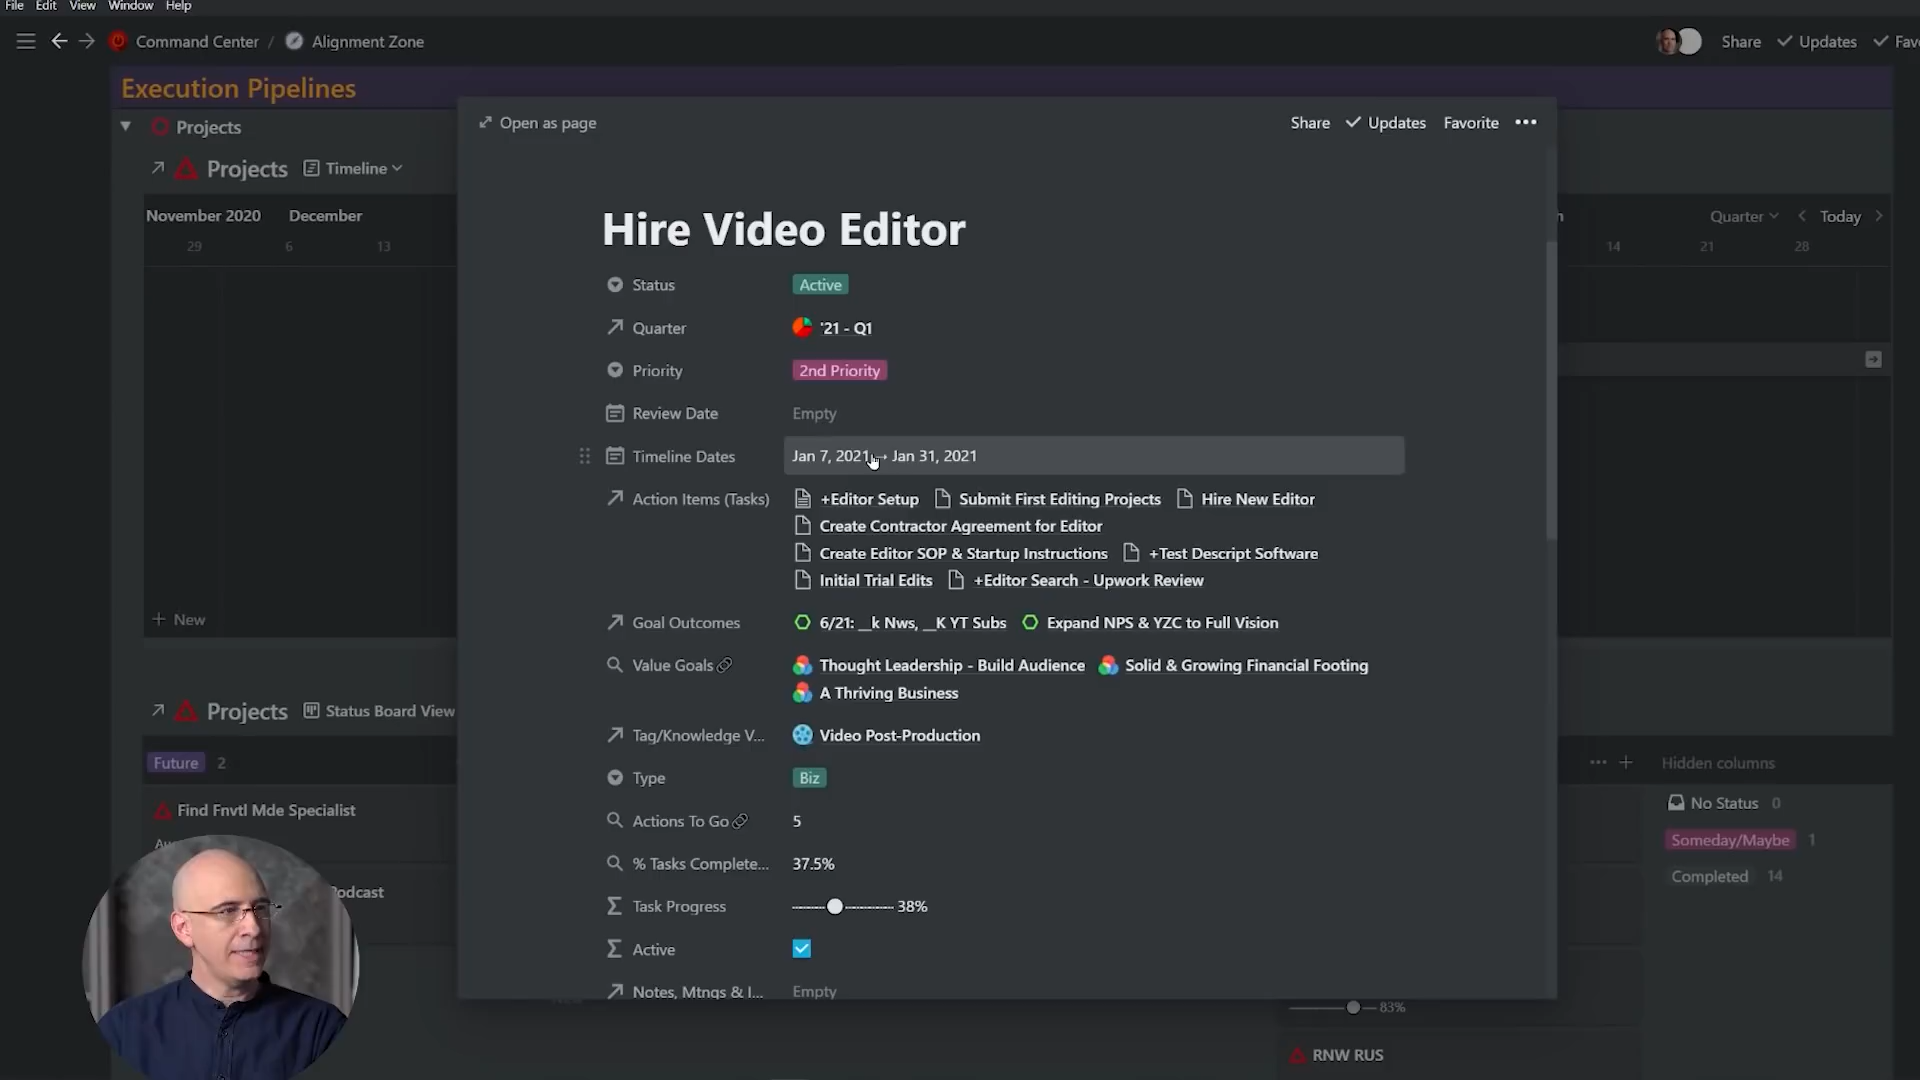 File Edit View Window Help
Command Center / Alignment Zone
Share Updates Fav
Execution Pipelines
Projects
Projects Timeline
November 2020 December
29 6 13
Quarter Today
14 21 28
+ New
Projects Status Board View
Future 2
Find Fnvtl Mde Specialist
Podcast
Open as page
Share Updates Favorite •••
Hire Video Editor
Status Active
Quarter '21 - Q1
Priority 2nd Priority
Review Date Empty
Timeline Dates Jan 7, 2021 → Jan 31, 2021
Action Items (Tasks) +Editor Setup Submit First Editing Projects Hire New Editor
Create Contractor Agreement for Editor
Create Editor SOP & Startup Instructions +Test Descript Software
Initial Trial Edits +Editor Search - Upwork Review
Goal Outcomes 6/21: __k Nws, __K YT Subs Expand NPS & YZC to Full Vision
Value Goals Thought Leadership - Build Audience Solid & Growing Financial Footing
A Thriving Business
Tag/Knowledge V... Video Post-Production
Type Biz
Actions To Go 5
% Tasks Complete... 37.5%
Task Progress 38%
Active
Notes, Mtngs & I... Empty
Hidden columns
No Status 0
Someday/Maybe 1
Completed 14
83%
RNW RUS